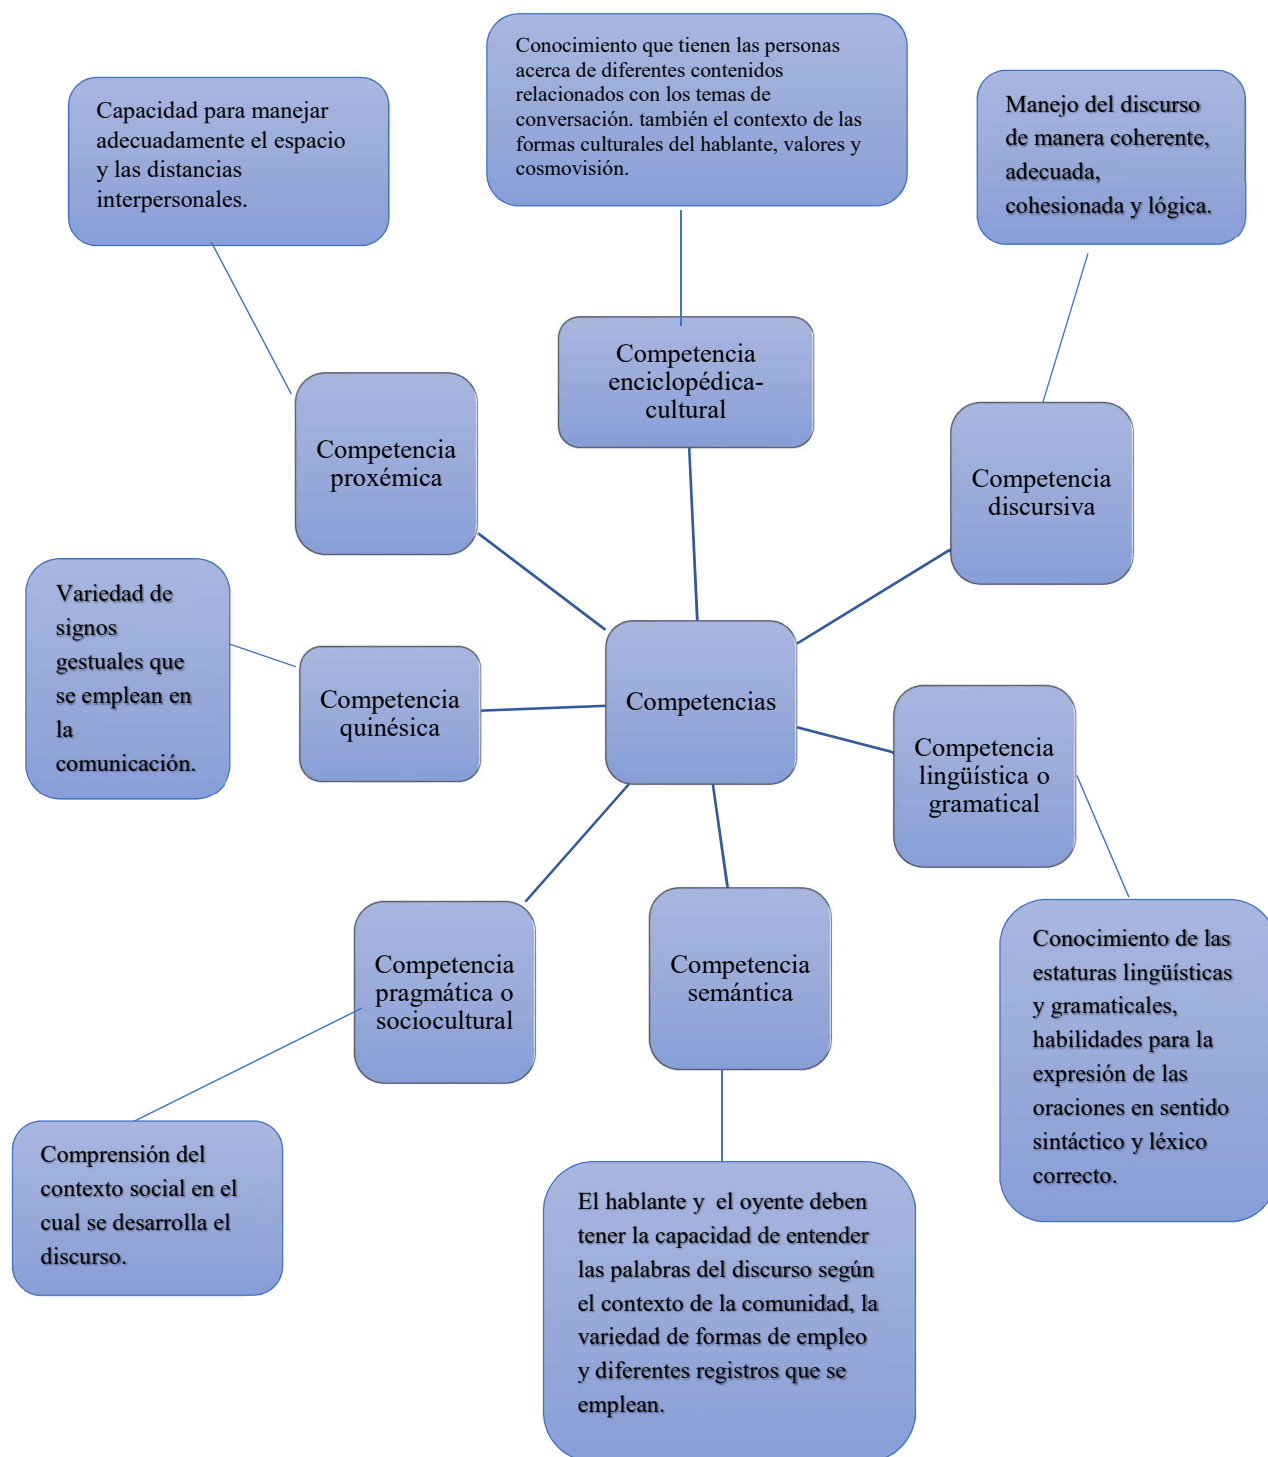 Conocimiento que tienen las personas
acerca de diferentes contenidos
relacionados con los temas de
conversación. también el contexto de las
formas culturales del hablante, valores y
cosmovisión.
Capacidad para manejar
adecuadamente el espacio
y las distancias
interpersonales.
Manejo del discurso
de manera coherente,
adecuada,
cohesionada y lógica.
Competencia
enciclopédica-
cultural
Competencia
proxémica
Competencia
discursiva
Variedad de
signos
gestuales que
se emplean en
la
comunicación.
Competencia
quinésica
Competencias
Competencia
lingüística o
gramatical
Competencia
pragmática o
sociocultural
Competencia
semántica
Conocimiento de las
estaturas lingüísticas
y gramaticales,
habilidades para la
expresión de las
oraciones en sentido
sintáctico y léxico
correcto.
Comprensión del
contexto social en el
cual se desarrolla el
discurso.
El hablante y  el oyente deben
tener la capacidad de entender
las palabras del discurso según
el contexto de la comunidad, la
variedad de formas de empleo
y diferentes registros que se
emplean.